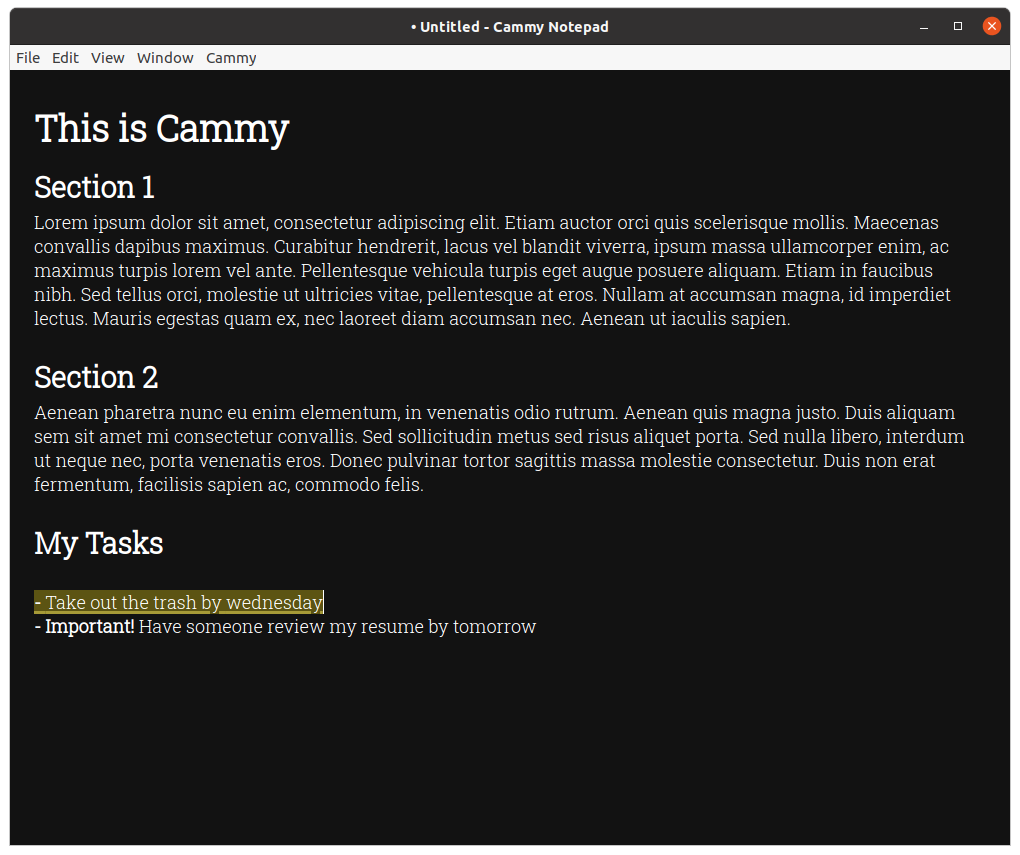 • Untitled - Cammy Notepad
File Edit View Window Cammy
This is Cammy
Section 1
Lorem ipsum dolor sit amet, consectetur adipiscing elit. Etiam auctor orci quis scelerisque mollis. Maecenas
convallis dapibus maximus. Curabitur hendrerit, lacus vel blandit viverra, ipsum massa ullamcorper enim, ac
maximus turpis lorem vel ante. Pellentesque vehicula turpis eget augue posuere aliquam. Etiam in faucibus
nibh. Sed tellus orci, molestie ut ultricies vitae, pellentesque at eros. Nullam at accumsan magna, id imperdiet
lectus. Mauris egestas quam ex, nec laoreet diam accumsan nec. Aenean ut iaculis sapien.
Section 2
Aenean pharetra nunc eu enim elementum, in venenatis odio rutrum. Aenean quis magna justo. Duis aliquam
sem sit amet mi consectetur convallis. Sed sollicitudin metus sed risus aliquet porta. Sed nulla libero, interdum
ut neque nec, porta venenatis eros. Donec pulvinar tortor sagittis massa molestie consectetur. Duis non erat
fermentum, facilisis sapien ac, commodo felis.
My Tasks
- Take out the trash by wednesday
- Important! Have someone review my resume by tomorrow